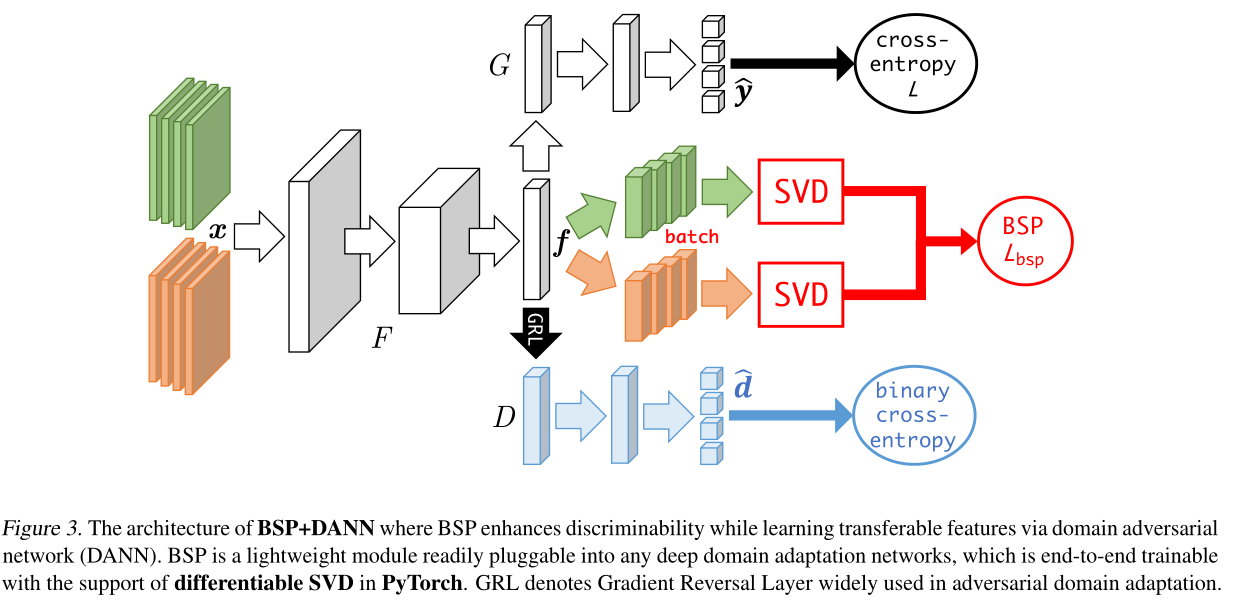 G
cross-
entropy
L
ŷ
x
f
batch
SVD
SVD
BSP
L_bsp
F
GRL
D
d̂
binary
cross-
entropy
Figure 3. The architecture of BSP+DANN where BSP enhances discriminability while learning transferable features via domain adversarial
network (DANN). BSP is a lightweight module readily pluggable into any deep domain adaptation networks, which is end-to-end trainable
with the support of differentiable SVD in PyTorch. GRL denotes Gradient Reversal Layer widely used in adversarial domain adaptation.